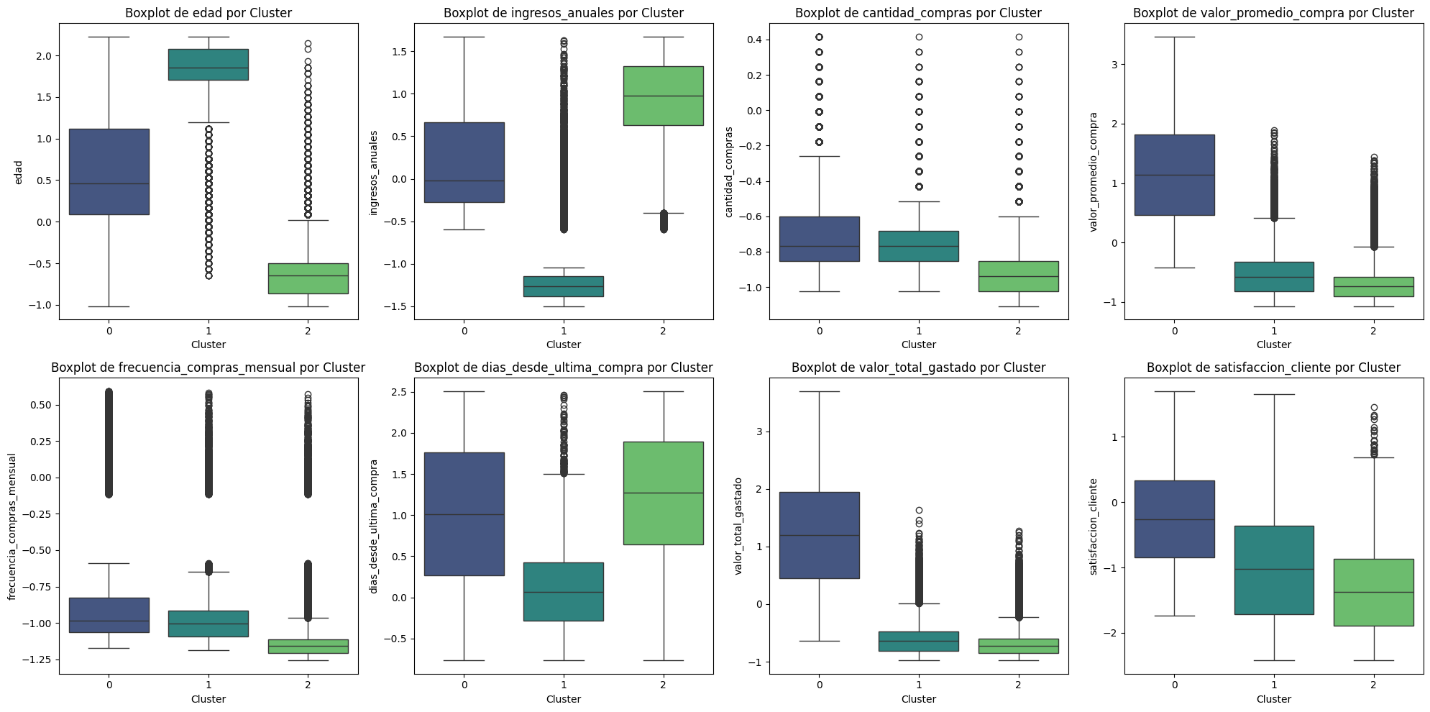 Boxplot de edad por Cluster
edad
2.0
1.5
1.0
0.5
0.0
−0.5
−1.0
0 1 2
Cluster
Boxplot de ingresos_anuales por Cluster
ingresos_anuales
1.5
1.0
0.5
0.0
−0.5
−1.0
−1.5
0 1 2
Cluster
Boxplot de cantidad_compras por Cluster
cantidad_compras
0.4
0.2
0.0
−0.2
−0.4
−0.6
−0.8
−1.0
0 1 2
Cluster
Boxplot de valor_promedio_compra por Cluster
valor_promedio_compra
3
2
1
0
−1
0 1 2
Cluster
Boxplot de frecuencia_compras_mensual por Cluster
frecuencia_compras_mensual
0.50
0.25
0.00
−0.25
−0.50
−0.75
−1.00
−1.25
0 1 2
Cluster
Boxplot de dias_desde_ultima_compra por Cluster
dias_desde_ultima_compra
2.5
2.0
1.5
1.0
0.5
0.0
−0.5
0 1 2
Cluster
Boxplot de valor_total_gastado por Cluster
valor_total_gastado
3
2
1
0
−1
0 1 2
Cluster
Boxplot de satisfaccion_cliente por Cluster
satisfaccion_cliente
1
0
−1
−2
0 1 2
Cluster